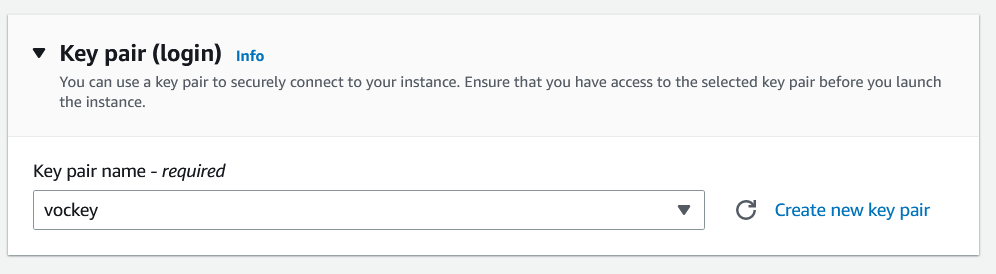 Key pair (login) Info
You can use a key pair to securely connect to your instance. Ensure that you have access to the selected key pair before you launch
the instance.
Key pair name - required
vockey
Create new key pair